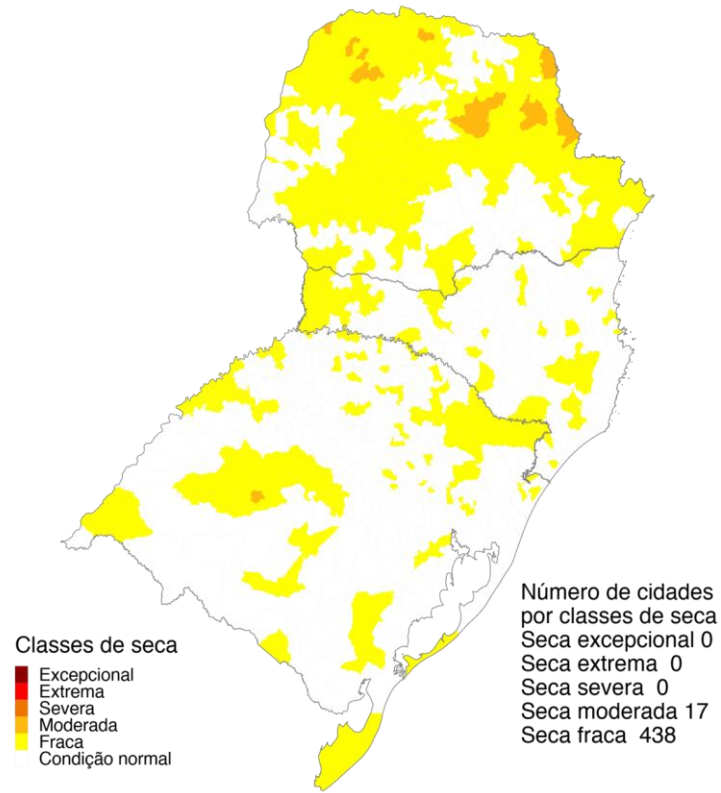 Classes de seca
Excepcional
Extrema
Severa
Moderada
Fraca
Condição normal
Número de cidades
por classes de seca
Seca excepcional 0
Seca extrema 0
Seca severa 0
Seca moderada 17
Seca fraca 438